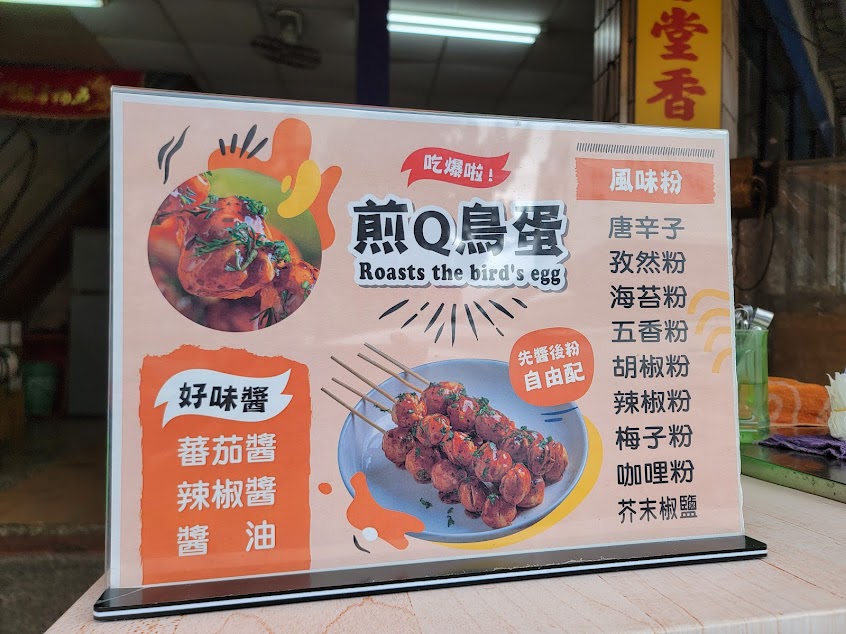 堂香
吃爆啦!
煎Q鳥蛋
Roasts the bird's egg
先醬後粉
自由配
好味醬
蕃茄醬
辣椒醬
醬 油
風味粉
唐辛子
孜然粉
海苔粉
五香粉
胡椒粉
辣椒粉
梅子粉
咖哩粉
芥末椒鹽